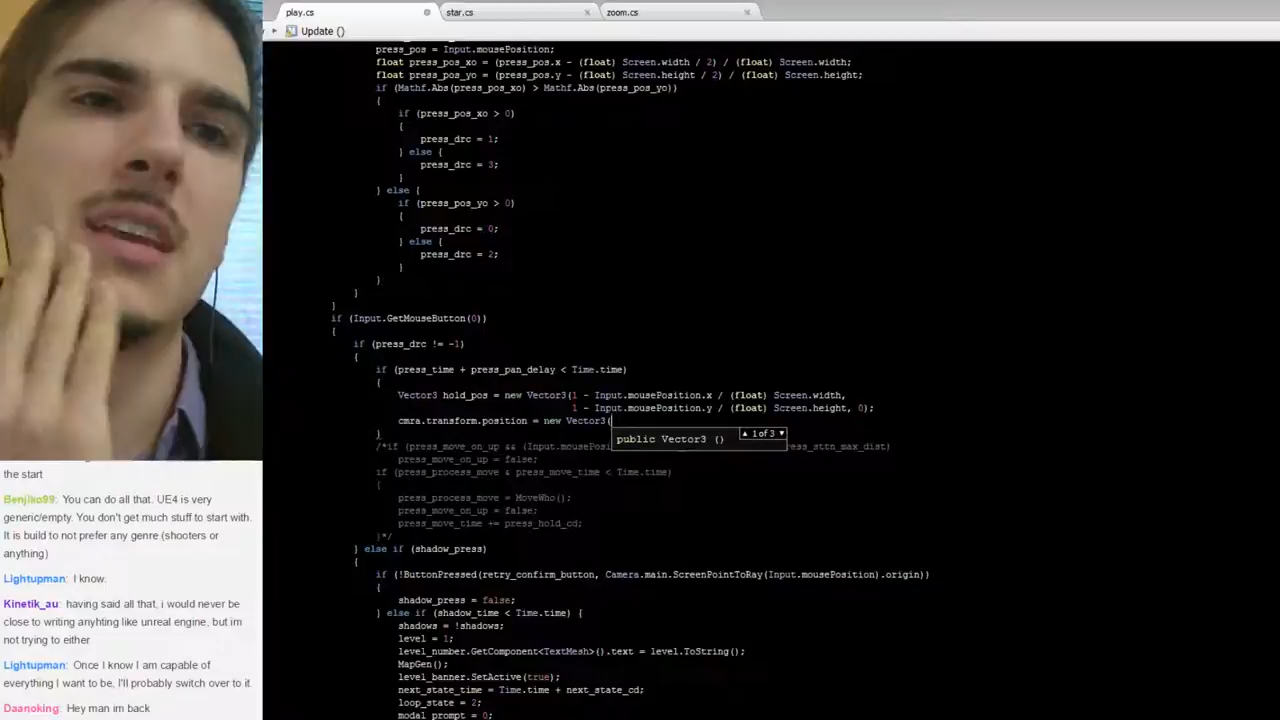 play.cs
star.cs
zoom.cs
Update ()
press_pos = Input.mousePosition;
float press_pos_xo = (press_pos.x - (float) Screen.width / 2) / (float) Screen.width;
float press_pos_yo = (press_pos.y - (float) Screen.height / 2) / (float) Screen.height;
if (Mathf.Abs(press_pos_xo) > Mathf.Abs(press_pos_yo))
{
if (press_pos_xo > 0)
{
press_drc = 1;
} else {
press_drc = 3;
}
} else {
if (press_pos_yo > 0)
{
press_drc = 0;
} else {
press_drc = 2;
}
}
}
}
if (Input.GetMouseButton(0))
{
if (press_drc != -1)
{
if (press_time + press_pan_delay < Time.time)
{
Vector3 hold_pos = new Vector3(1 - Input.mousePosition.x / (float) Screen.width,
1 - Input.mousePosition.y / (float) Screen.height, 0);
cmra.transform.position = new Vector3(
public Vector3 ()
▲ 1 of 3 ▼
}
/*if (press_move_on_up && (Input.mousePosi
ress_sttn_max_dist)
press_move_on_up = false;
if (press_process_move & press_move_time < Time.time)
{
press_process_move = MoveWho();
press_move_on_up = false;
press_move_time += press_hold_cd;
}*/
} else if (shadow_press)
{
if (!ButtonPressed(retry_confirm_button, Camera.main.ScreenPointToRay(Input.mousePosition).origin))
{
shadow_press = false;
} else if (shadow_time < Time.time) {
shadows = !shadows;
level = 1;
level_number.GetComponent<TextMesh>().text = level.ToString();
MapGen();
level_banner.SetActive(true);
next_state_time = Time.time + next_state_cd;
loop_state = 2;
modal_prompt = 0;
the start
Benjiko99: You can do all that. UE4 is very
generic/empty. You don't get much stuff to start with.
It is build to not prefer any genre (shooters or
anything)
Lightupman: I know.
Kinetik_au: having said all that, i would never be
close to writing anyhting like unreal engine, but im
not trying to either
Lightupman: Once I know I am capable of
everything I want to be, I'll probably switch over to it.
Daanoking: Hey man im back